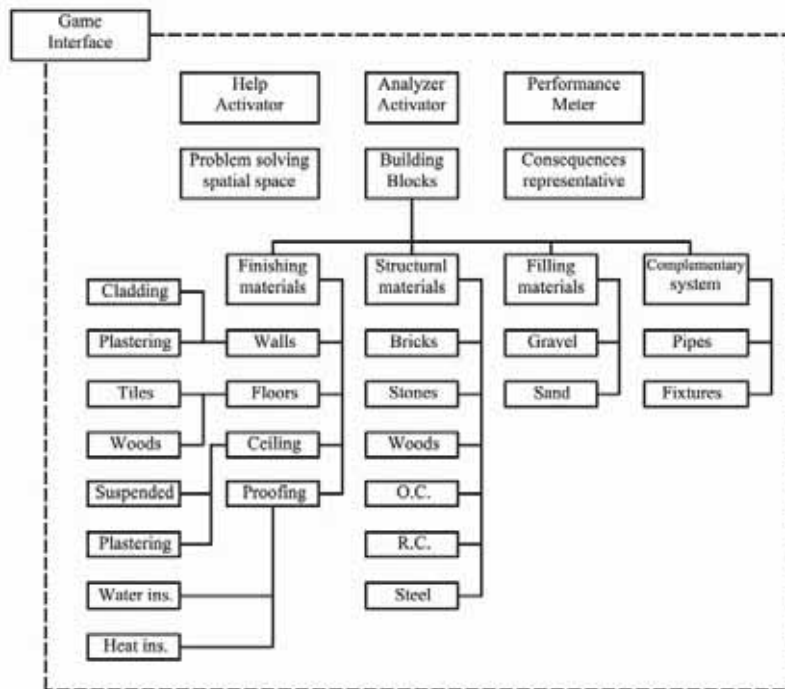 Game
Interface
Help
Activator
Analyzer
Activator
Performance
Meter
Problem solving
spatial space
Building
Blocks
Consequences
representative
Finishing
materials
Structural
materials
Filling
materials
Complementary
system
Cladding
Plastering
Walls
Bricks
Gravel
Pipes
Tiles
Floors
Stones
Sand
Fixtures
Woods
Ceiling
Woods
Suspended
Proofing
O.C.
Plastering
R.C.
Water ins.
Steel
Heat ins.